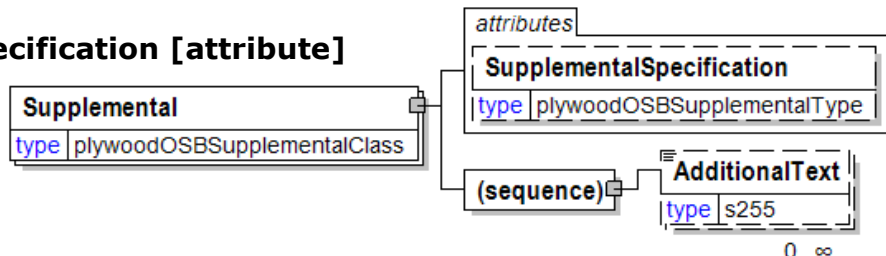 attributes
ecification [attribute]
SupplementalSpecification
type plywoodOSBSupplementalType
Supplemental
type plywoodOSBSupplementalClass
(sequence)
AdditionalText
type s255
0 ∞